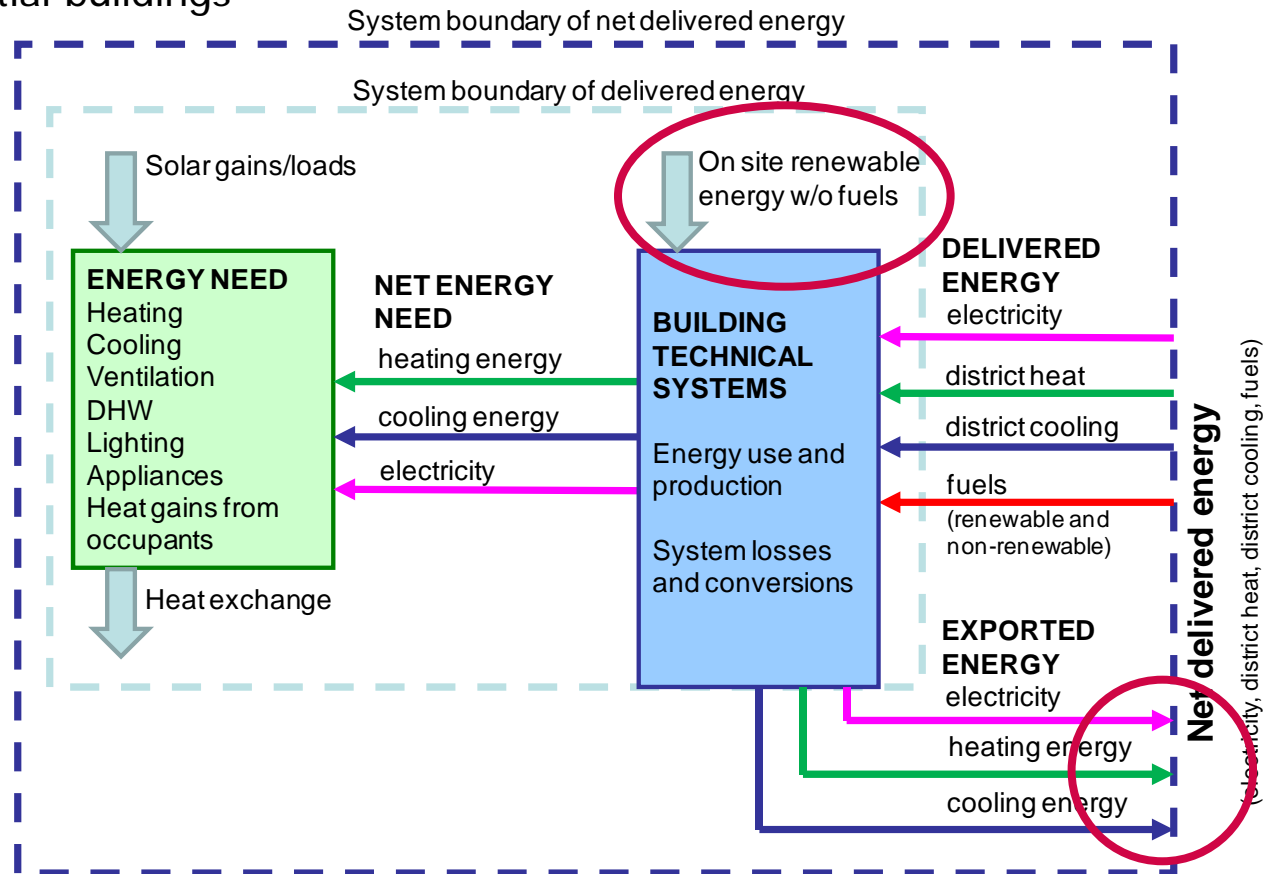 tial buildings
System boundary of net delivered energy
System boundary of delivered energy
Solar gains/loads
On site renewable
energy w/o fuels
ENERGY NEED
Heating
Cooling
Ventilation
DHW
Lighting
Appliances
Heat gains from
occupants
Heat exchange
NET ENERGY
NEED
heating energy
cooling energy
electricity
BUILDING
TECHNICAL
SYSTEMS
Energy use and
production
System losses
and conversions
DELIVERED
ENERGY
electricity
district heat
district cooling
fuels
(renewable and
non-renewable)
EXPORTED
ENERGY
electricity
heating energy
cooling energy
Net delivered energy
(electricity, district heat, district cooling, fuels)